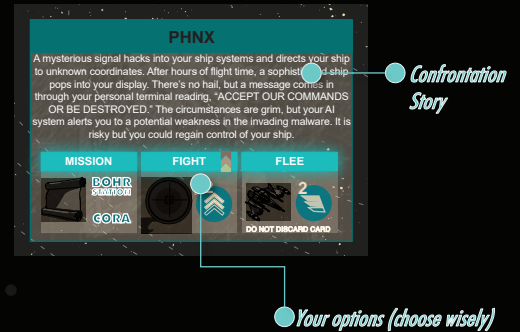 PHNX
A mysterious signal hacks into your ship systems and directs your ship
to unknown coordinates. After hours of flight time, a sophist d ship
pops into your display. There's no hail, but a message comes in
through your personal terminal reading, "ACCEPT OUR COMMANDS
OR BE DESTROYED." The circumstances are grim, but your AI
system alerts you to a potential weakness in the invading malware. It is
risky but you could regain control of your ship.
Confrontation
Story
MISSION
FIGHT
FLEE
BOHR
STATION
CORA
2
DO NOT DISCARD CARD
Your options (choose wisely)